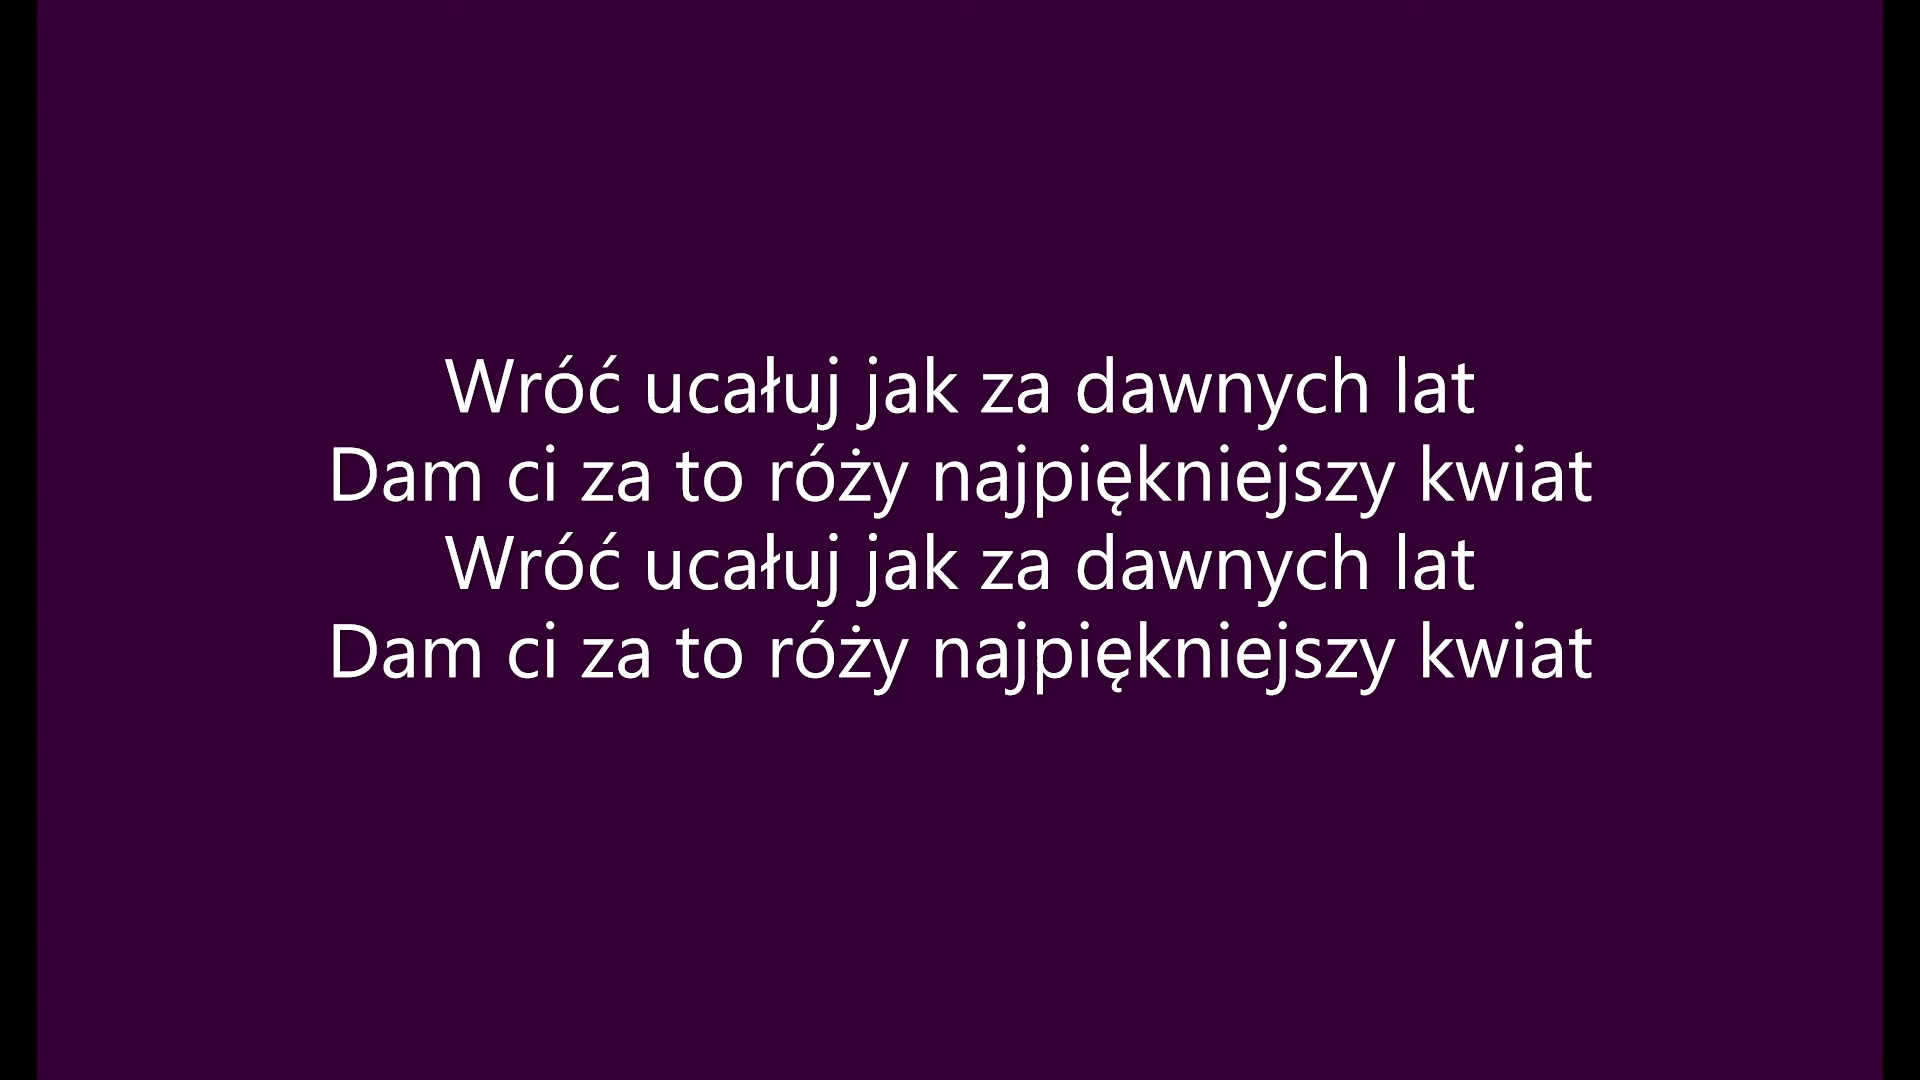 Wróć ucałuj jak za dawnych lat
Dam ci za to róży najpiękniejszy kwiat
Wróć ucałuj jak za dawnych lat
Dam ci za to róży najpiękniejszy kwiat